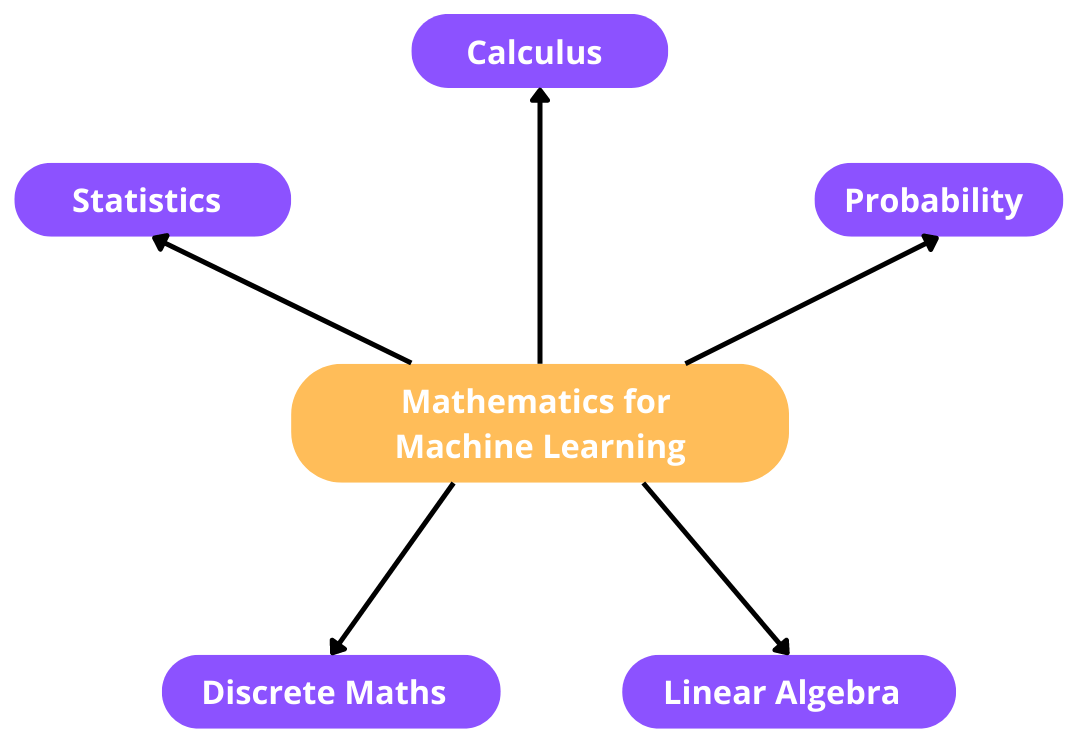 Calculus
Statistics
Probability
Mathematics for
Machine Learning
Discrete Maths
Linear Algebra